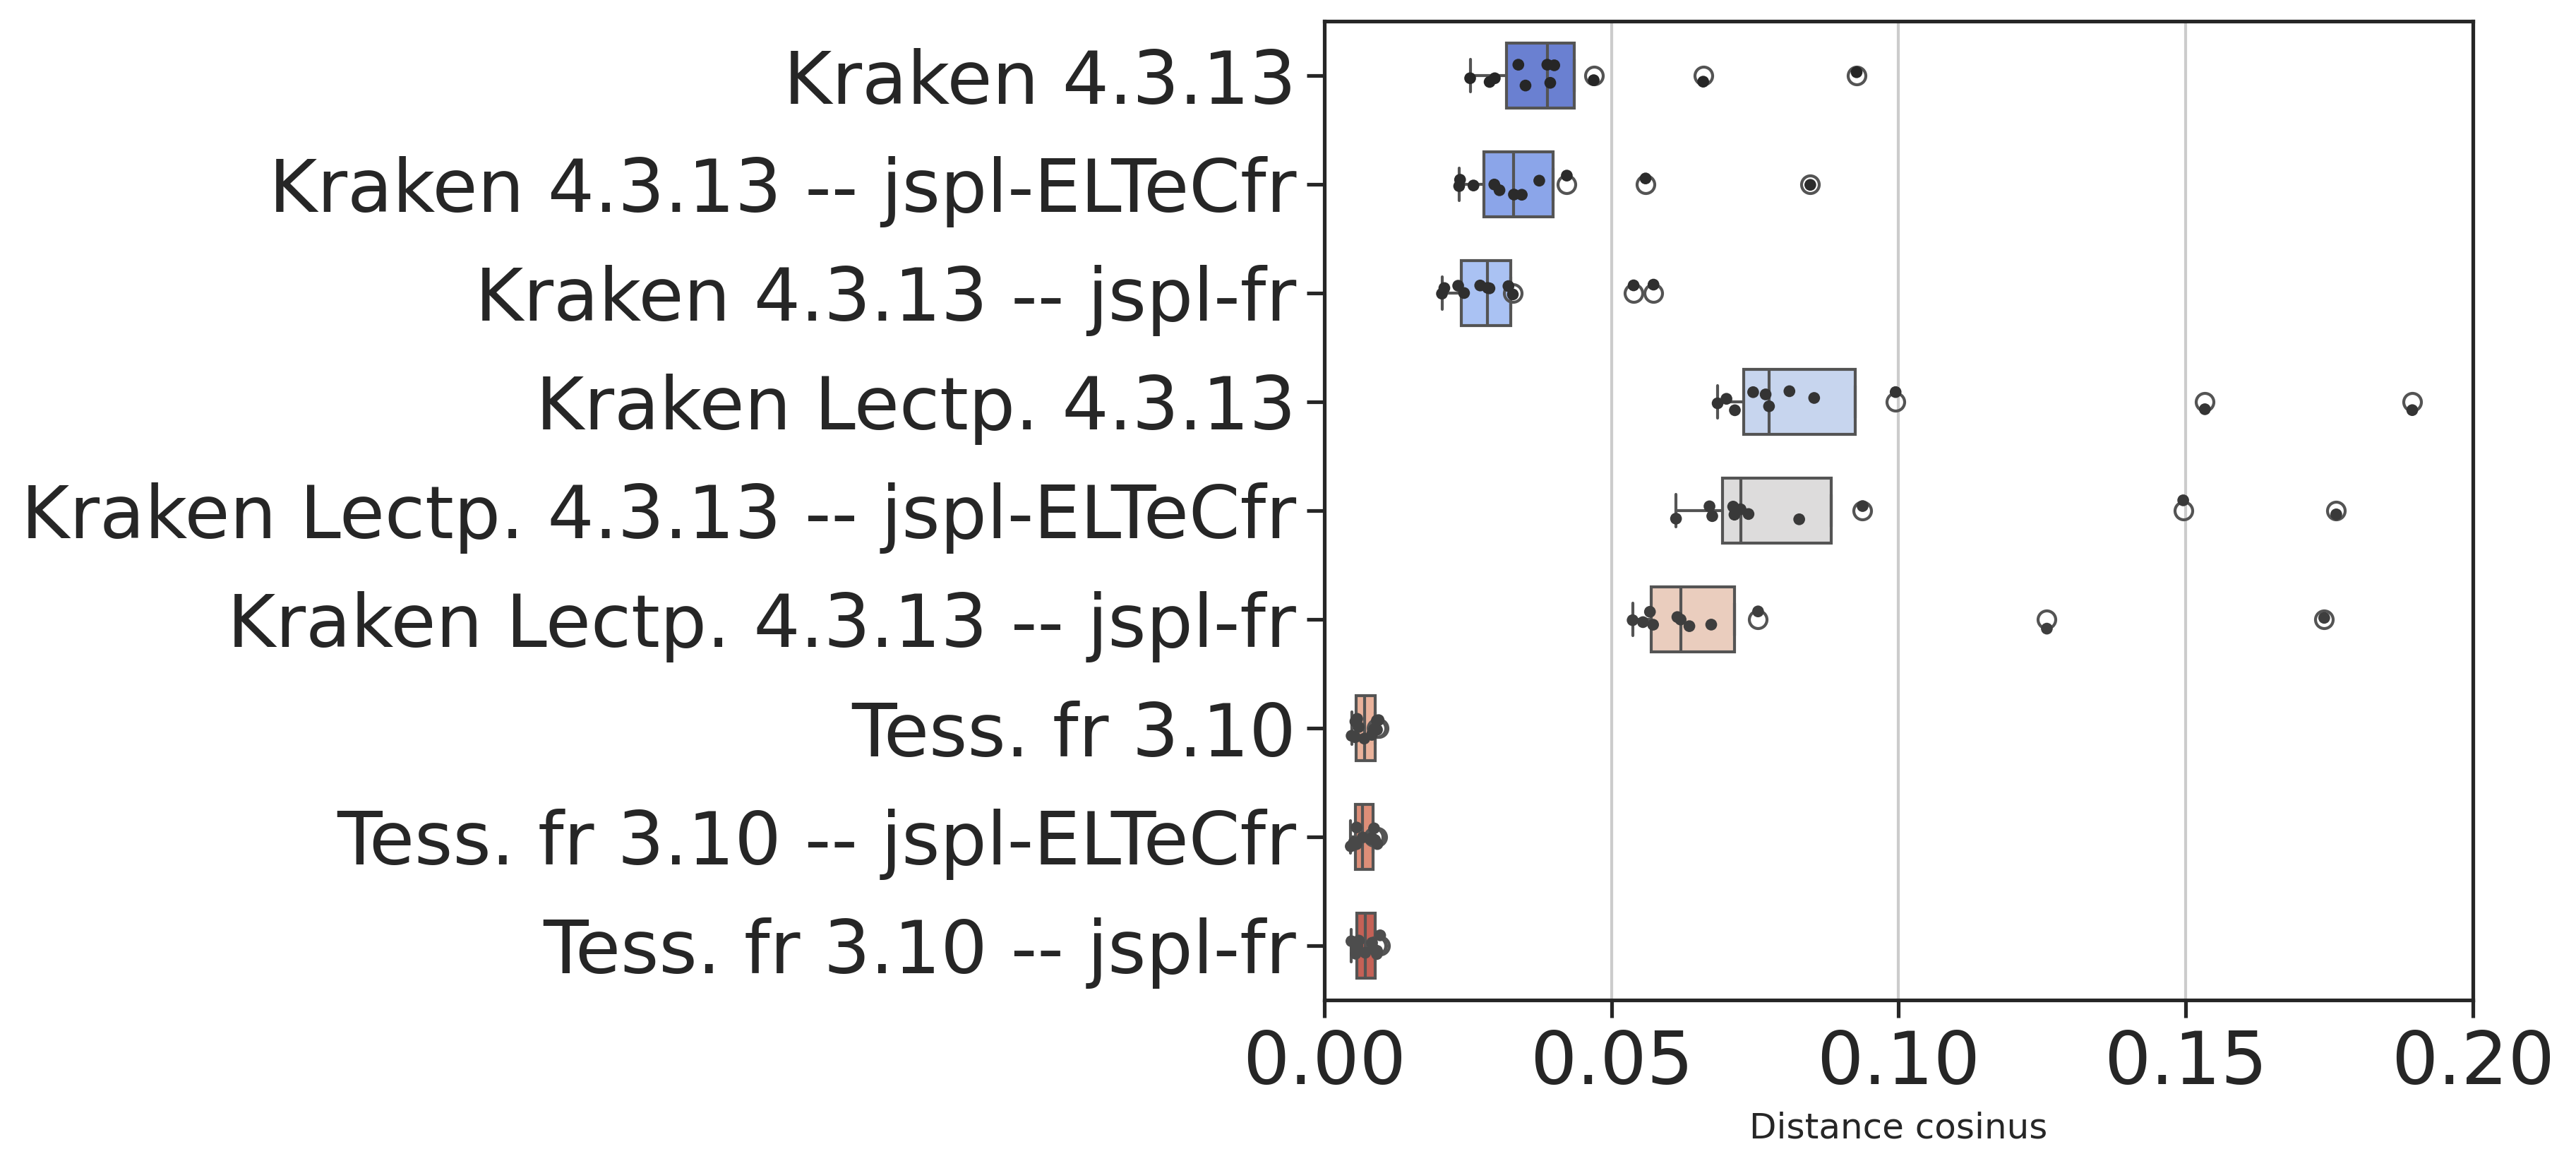 Kraken 4.3.13
Kraken 4.3.13 -- jspl-ELTeCfr
Kraken 4.3.13 -- jspl-fr
Kraken Lectp. 4.3.13
Kraken Lectp. 4.3.13 -- jspl-ELTeCfr
Kraken Lectp. 4.3.13 -- jspl-fr
Tess. fr 3.10
Tess. fr 3.10 -- jspl-ELTeCfr
Tess. fr 3.10 -- jspl-fr
0.00 0.05 0.10 0.15 0.20
Distance cosinus